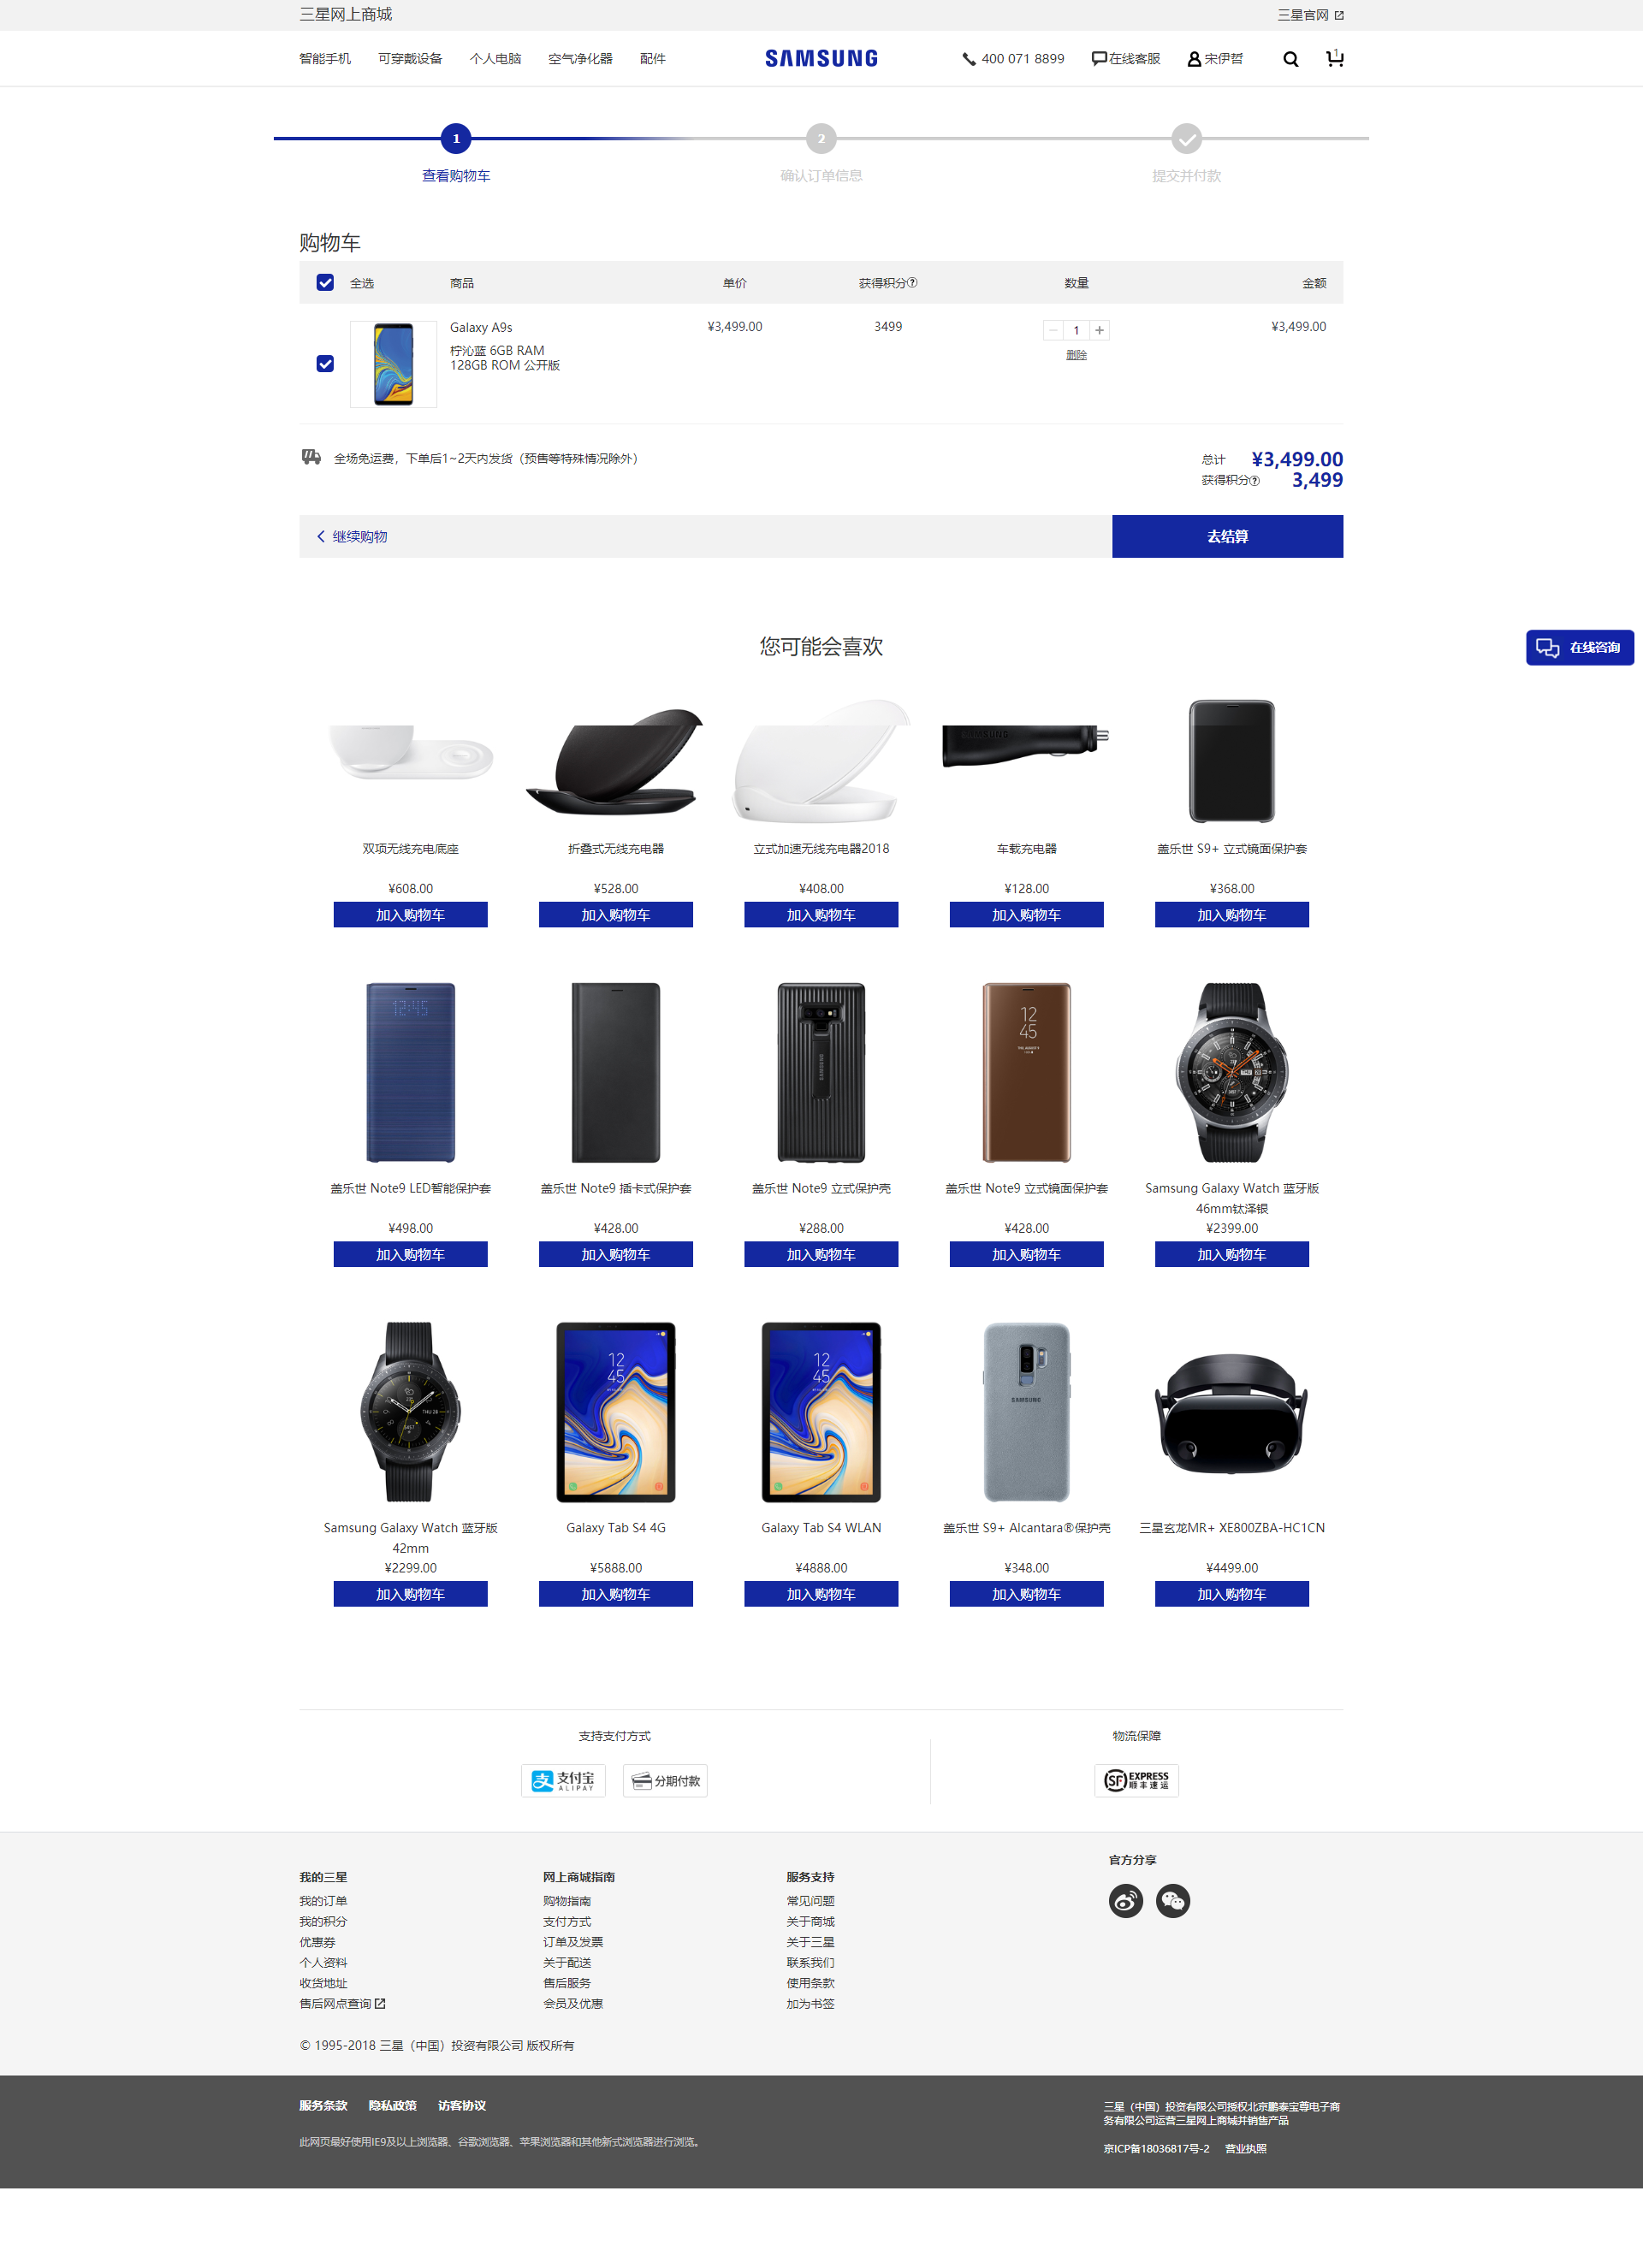 三星网上商城
三星官网
智能手机 可穿戴设备 个人电脑 空气净化器 配件 SAMSUNG 400 071 8899 在线客服 宋伊哲 1
1 2
查看购物车 确认订单信息 提交并付款
购物车
全选 商品 单价 获得积分? 数量 金额
Galaxy A9s ¥3,499.00 3499 1 ¥3,499.00
柠沁蓝 6GB RAM
128GB ROM 公开版
删除
全场免运费，下单后1~2天内发货（预售等特殊情况除外）
总计 ¥3,499.00
获得积分? 3,499
继续购物 去结算
您可能会喜欢
在线咨询
SAMSUNG
双项无线充电底座 折叠式无线充电器 立式加速无线充电器2018 车载充电器 盖乐世 S9+ 立式镜面保护套
¥608.00 ¥528.00 ¥408.00 ¥128.00 ¥368.00
加入购物车 加入购物车 加入购物车 加入购物车 加入购物车
12:45
SAMSUNG
12
45
盖乐世 Note9 LED智能保护套 盖乐世 Note9 插卡式保护套 盖乐世 Note9 立式保护壳 盖乐世 Note9 立式镜面保护套 Samsung Galaxy Watch 蓝牙版
46mm钛泽银
¥498.00 ¥428.00 ¥288.00 ¥428.00 ¥2399.00
加入购物车 加入购物车 加入购物车 加入购物车 加入购物车
12 12
45 45
SAMSUNG
Samsung Galaxy Watch 蓝牙版 Galaxy Tab S4 4G Galaxy Tab S4 WLAN 盖乐世 S9+ Alcantara®保护壳 三星玄龙MR+ XE800ZBA-HC1CN
42mm
¥2299.00 ¥5888.00 ¥4888.00 ¥348.00 ¥4499.00
加入购物车 加入购物车 加入购物车 加入购物车 加入购物车
支持支付方式 物流保障
支 支付宝 ALIPAY 分期付款 SF EXPRESS 顺丰速运
官方分享
我的三星 网上商城指南 服务支持
我的订单 购物指南 常见问题
我的积分 支付方式 关于商城
优惠券 订单及发票 关于三星
个人资料 关于配送 联系我们
收货地址 售后服务 使用条款
售后网点查询 会员及优惠 加为书签
© 1995-2018 三星（中国）投资有限公司 版权所有
服务条款 隐私政策 访客协议
三星（中国）投资有限公司授权北京鹏泰宝尊电子商
务有限公司运营三星网上商城并销售产品
此网页最好使用IE9及以上浏览器、谷歌浏览器、苹果浏览器和其他新式浏览器进行浏览。
京ICP备18036817号-2 营业执照